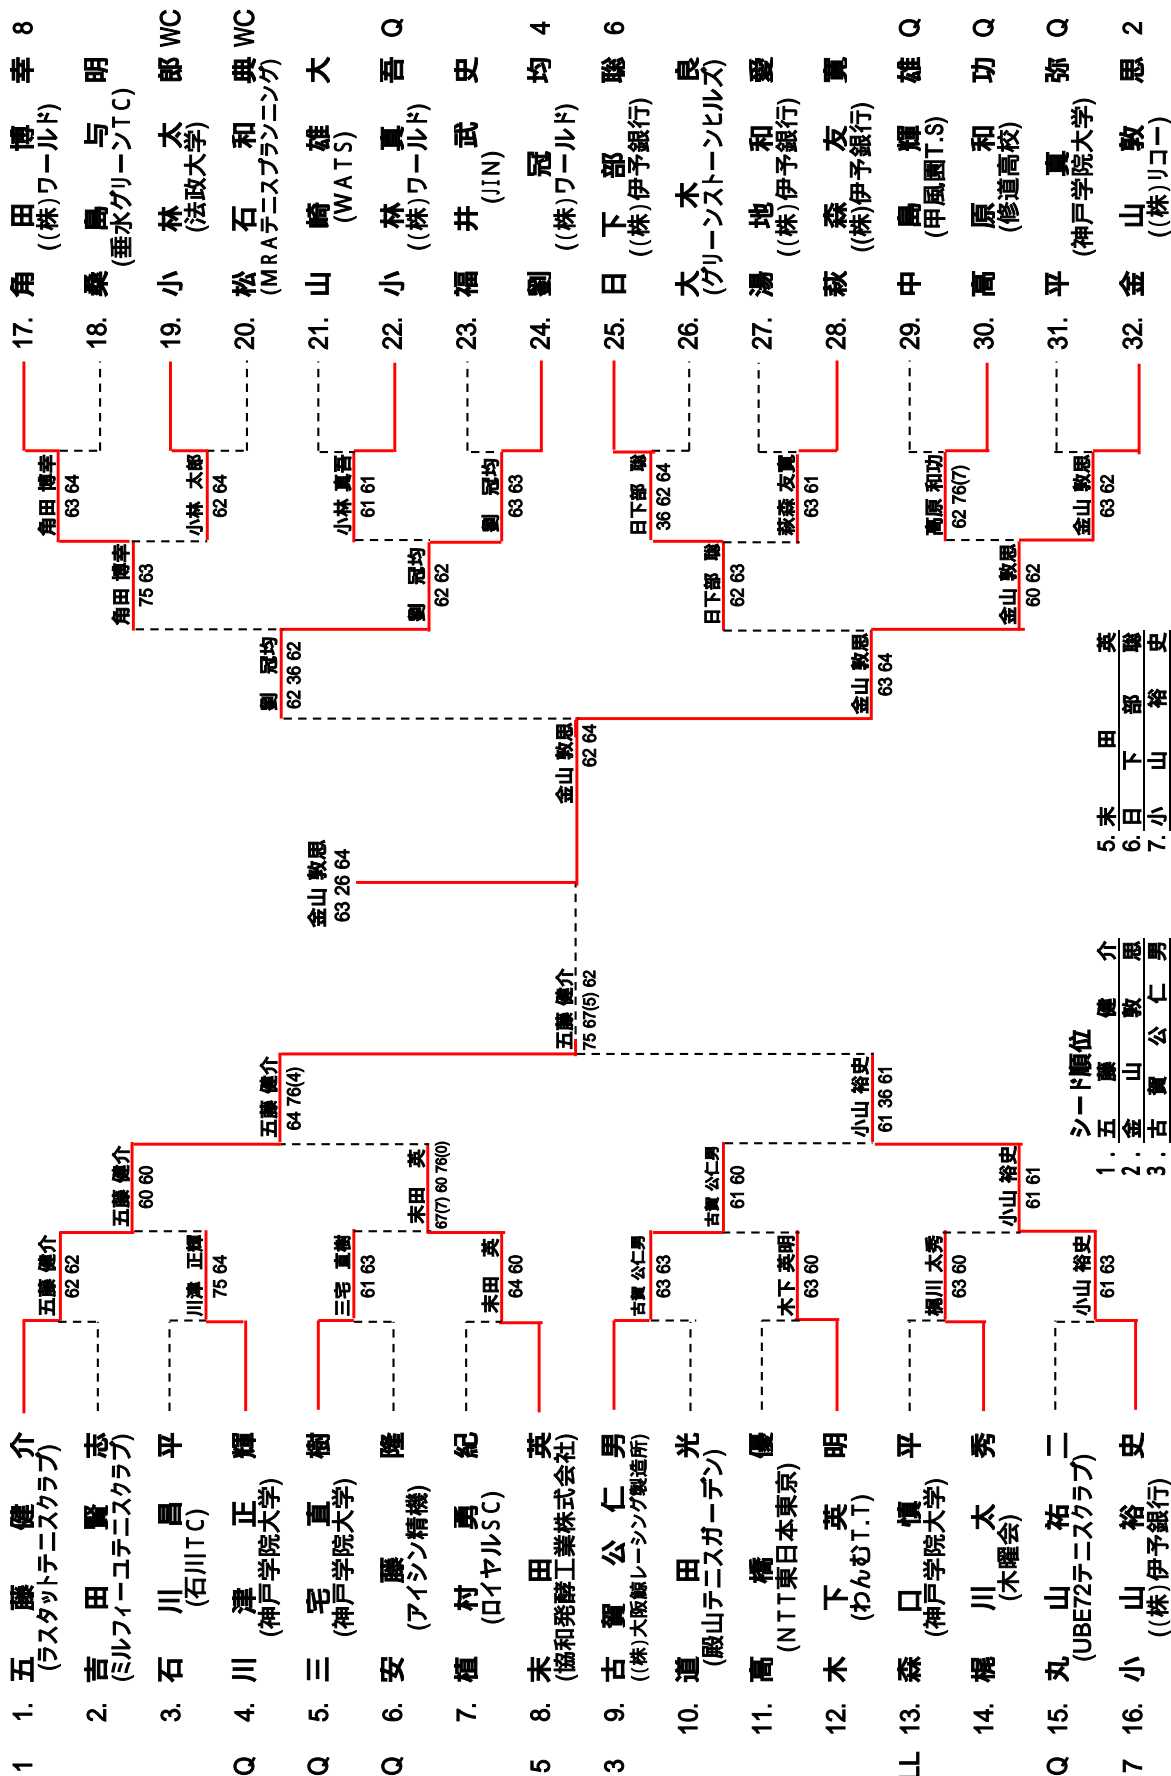 1 1. 五藤 健介
(ラスタットテニスクラブ)
2. 吉田 賢志
(ミルフィーユテニスクラブ)
3. 石川 昌平
(石川TC)
Q 4. 川津 正輝
(神戸学院大学)
Q 5. 三宅 直樹
(神戸学院大学)
Q 6. 安藤 隆
(アイシン精機)
7. 植村 勇紀
(ロイヤルSC)
5 8. 末田 英
(協和発酵工業株式会社)
3 9. 古賀 公仁男
((株)大阪鯨レーシング製造所)
10. 道田 光
(殿山テニスガーデン)
11. 高橋 優
(NTT東日本東京)
12. 木下 英明
(わんむT.T)
LL 13. 森口 慎平
(神戸学院大学)
14. 梶川 太秀
(木曜会)
Q 15. 丸山 祐二
(UBE72テニスクラブ)
7 16. 小山 裕史
((株)伊予銀行)
五藤 健介
62 62
川津 正輝
75 64
三宅 直樹
61 63
末田 英
64 60
古賀 公仁男
63 63
木下 英明
63 60
梶川 太秀
63 60
小山 裕史
61 63
五藤 健介
60 60
末田 英
67(7) 60 76(0)
古賀 公仁男
61 60
小山 裕史
61 61
五藤 健介
64 76(4)
小山 裕史
61 36 61
五藤 健介
75 67(5) 62
金山 敦思
63 26 64
金山 敦思
62 64
劉 冠均
62 36 62
金山 敦思
63 64
角田 博幸
75 63
劉 冠均
62 62
日下部 聡
62 63
金山 敦思
60 62
角田 博幸
63 64
小林 太郎
62 64
小林 真吾
61 61
劉 冠均
63 63
日下部 聡
36 62 64
萩森 友寛
63 61
高原 和功
62 76(7)
金山 敦思
63 62
17. 角田 博幸 8
((株)ワールド)
18. 桑島 与明
(垂水グリーンTC)
19. 小林 太郎 WC
(法政大学)
20. 松石 和典 WC
(MRAテニスプランニング)
21. 山崎 雄大
(WATS)
22. 小林 真吾 Q
((株)ワールド)
23. 福井 武史
(JIN)
24. 劉 冠均 4
((株)ワールド)
25. 日下部 聡 6
((株)伊予銀行)
26. 大木 良
(グリーンストーンヒルズ)
27. 湯地 和愛
((株)伊予銀行)
28. 萩森 友寛
((株)伊予銀行)
29. 中島 輝雄 Q
(甲風園T.S)
30. 高原 和功 Q
(修道高校)
31. 平 真弥 Q
(神戸学院大学)
32. 金山 敦思 2
((株)リコー)
シード順位
1. 五藤 健介
2. 金山 敦思
3. 古賀 公仁男
5. 末田 英
6. 日下部 聡
7. 小山 裕史